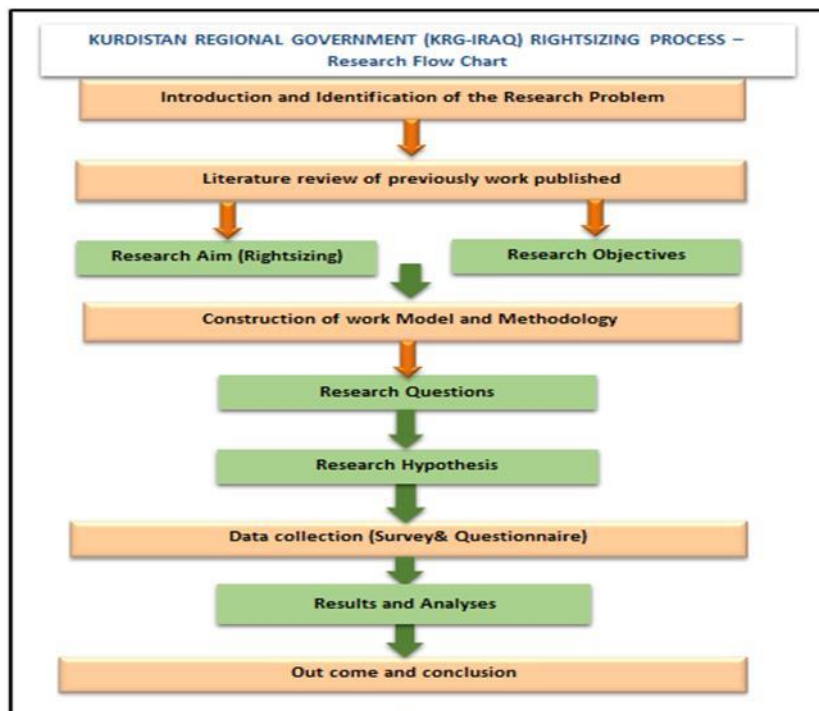 KURDISTAN REGIONAL GOVERNMENT (KRG-IRAQ) RIGHTSIZING PROCESS –
Research Flow Chart
Introduction and Identification of the Research Problem
Literature review of previously work published
Research Aim (Rightsizing)
Research Objectives
Construction of work Model and Methodology
Research Questions
Research Hypothesis
Data collection (Survey& Questionnaire)
Results and Analyses
Out come and conclusion